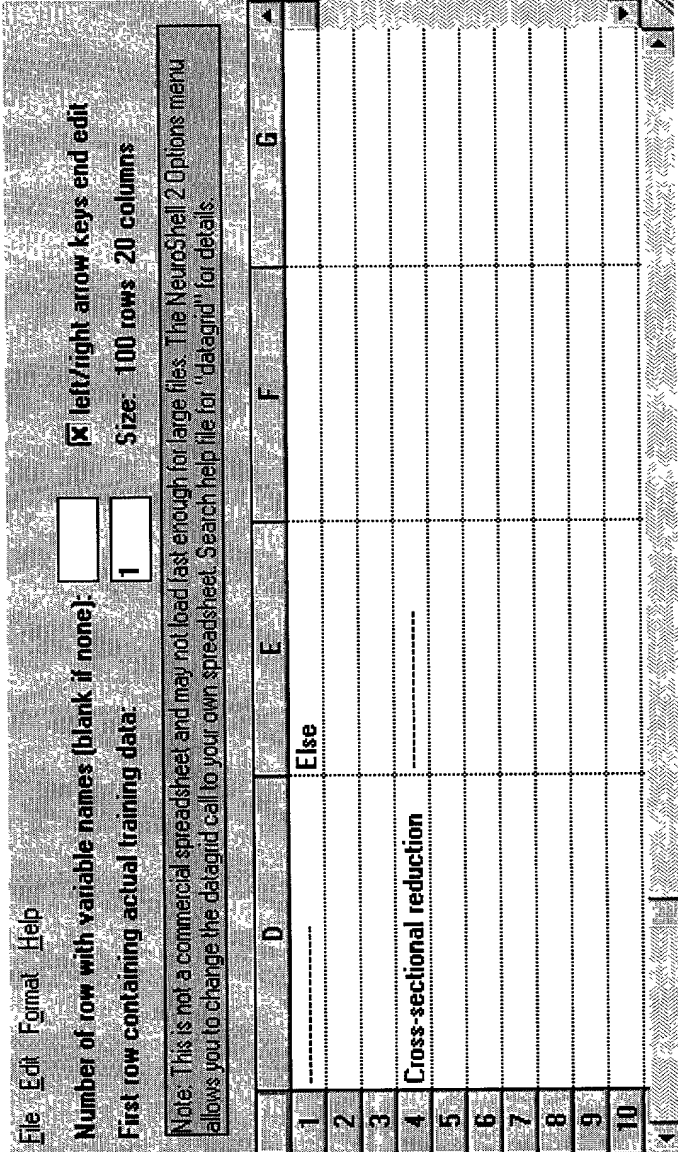 File Edit Format Help
Number of row with variable names (blank if none): x left/right arrow keys end edit
First row containing actual training data: 1 Size: 100 rows 20 columns
Note: This is not a commercial spreadsheet and may not load fast enough for large files. The NeuroShell 2 Options menu
allows you to change the datagrid call to your own spreadsheet. Search help file for "datagrid" for details.
D E F G
1 ---------------- Else
2
3
4 Cross-sectional reduction ----------------
5
6
7
8
9
10